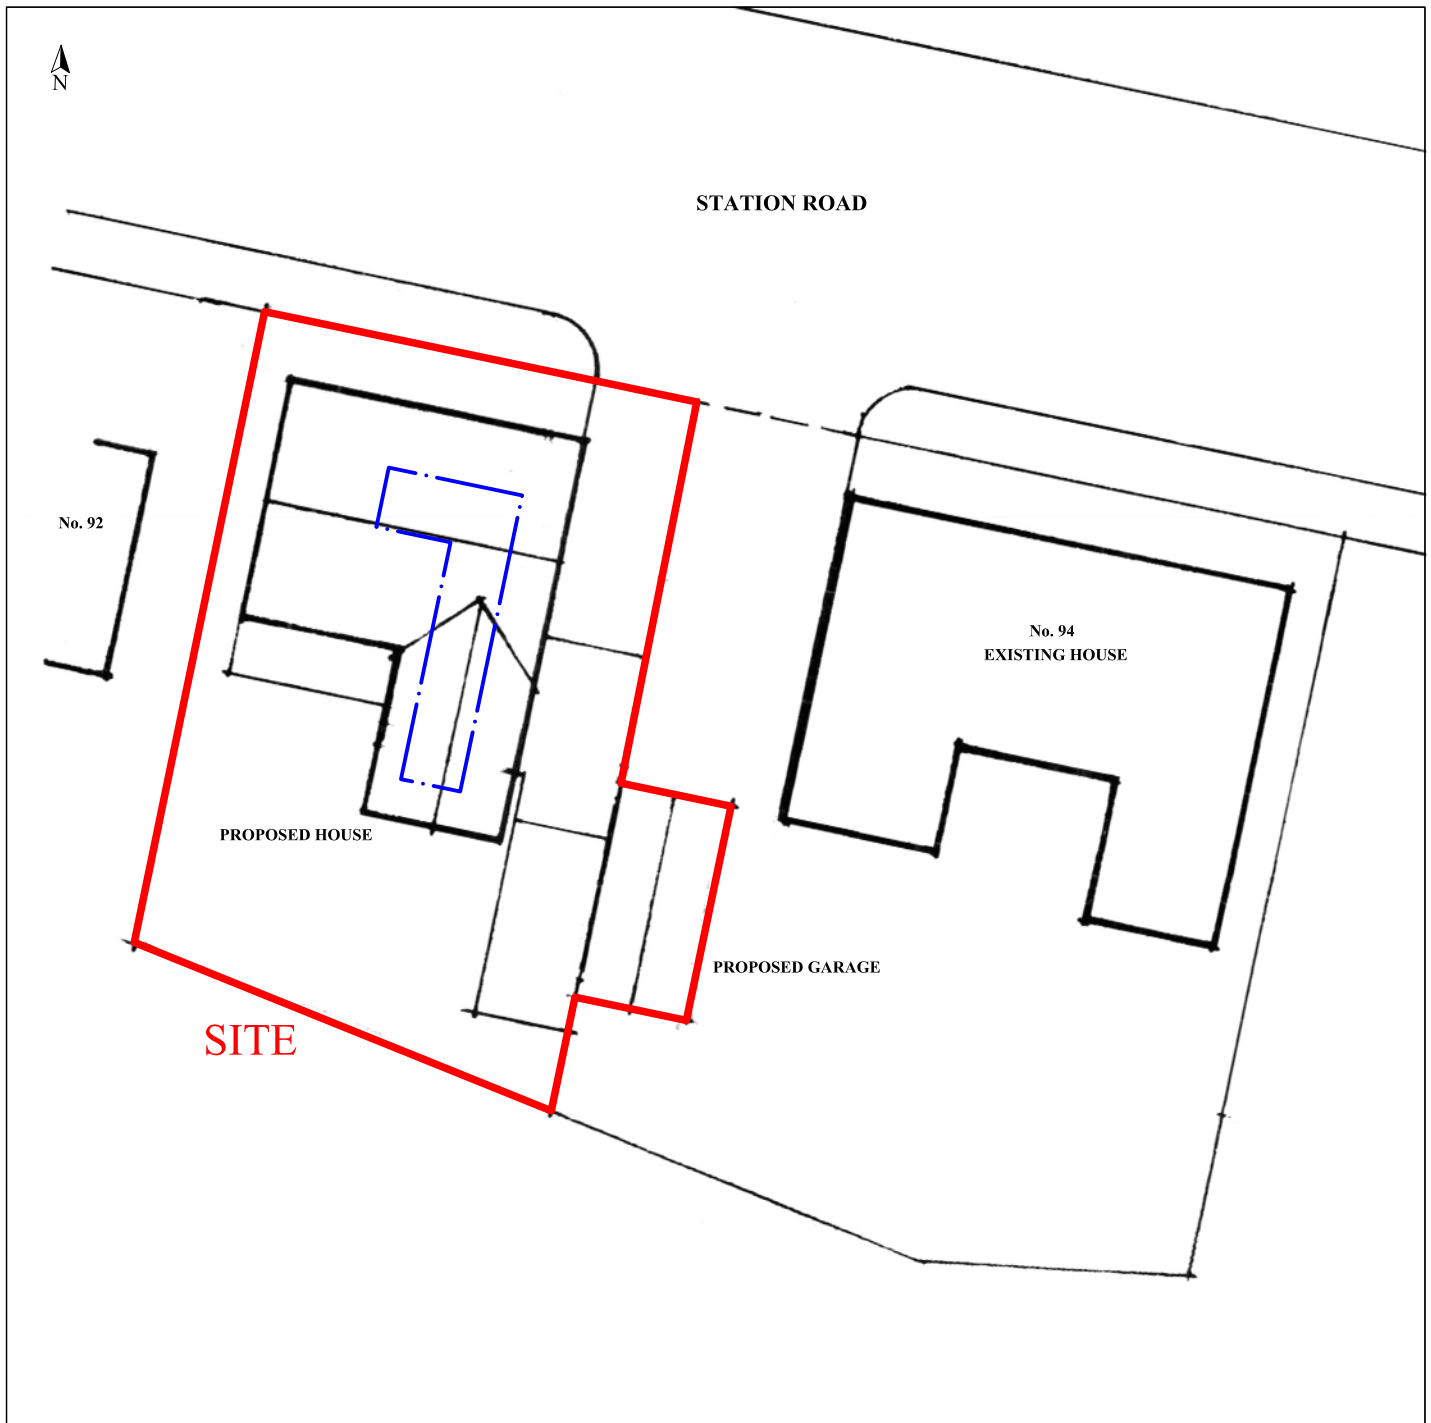 N
STATION ROAD
No. 92
No. 94
EXISTING HOUSE
PROPOSED HOUSE
PROPOSED GARAGE
SITE